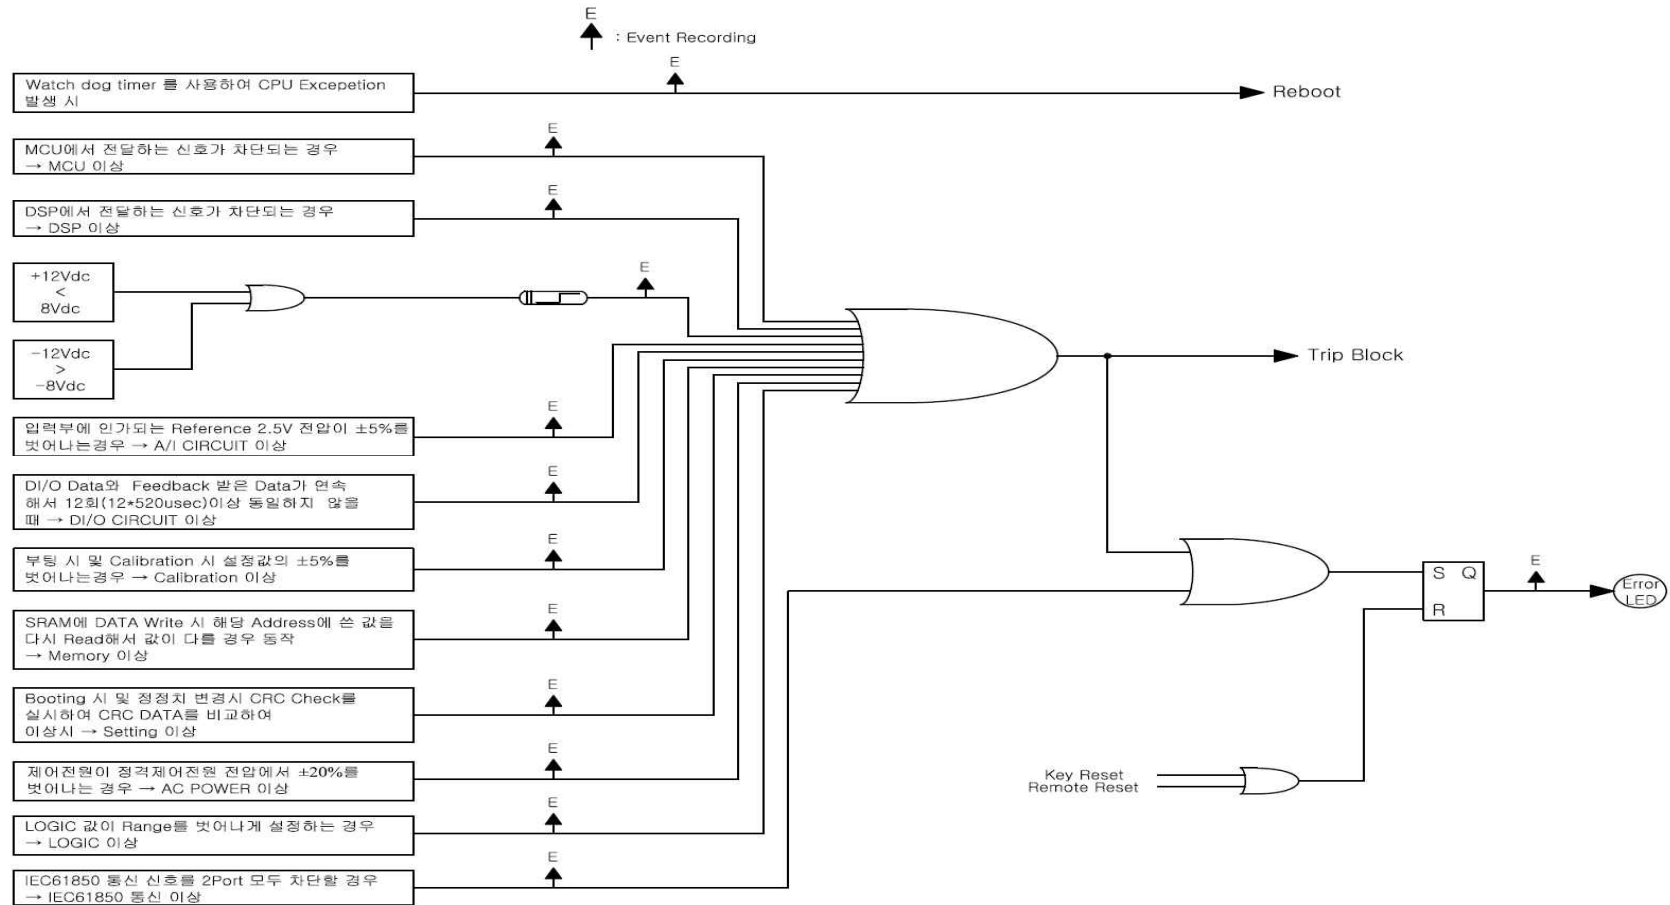 E
: Event Recording
E
Watch dog timer 를 사용하여 CPU Excepetion
발생 시
Reboot
E
MCU에서 전달하는 신호가 차단되는 경우
→ MCU 이상
E
DSP에서 전달하는 신호가 차단되는 경우
→ DSP 이상
+12Vdc
<
8Vdc
E
−12Vdc
>
−8Vdc
Trip Block
E
입력부에 인가되는 Reference 2.5V 전압이 ±5%를
벗어나는경우 → A/I CIRCUIT 이상
E
DI/O Data와 Feedback 받은 Data가 연속
해서 12회(12*520usec)이상 동일하지 않을
때 → DI/O CIRCUIT 이상
E
부팅 시 및 Calibration 시 설정값의 ±5%를
벗어나는경우 → Calibration 이상
S Q
R
E
Error
LED
E
SRAM에 DATA Write 시 해당 Address에 쓴 값을
다시 Read해서 값이 다를 경우 동작
→ Memory 이상
E
Booting 시 및 정정치 변경시 CRC Check를
실시하여 CRC DATA를 비교하여
이상시 → Setting 이상
E
제어전원이 정격제어전원 전압에서 ±20%를
벗어나는 경우 → AC POWER 이상
Key Reset
Remote Reset
E
LOGIC 값이 Range를 벗어나게 설정하는 경우
→ LOGIC 이상
E
IEC61850 통신 신호를 2Port 모두 차단할 경우
→ IEC61850 통신 이상